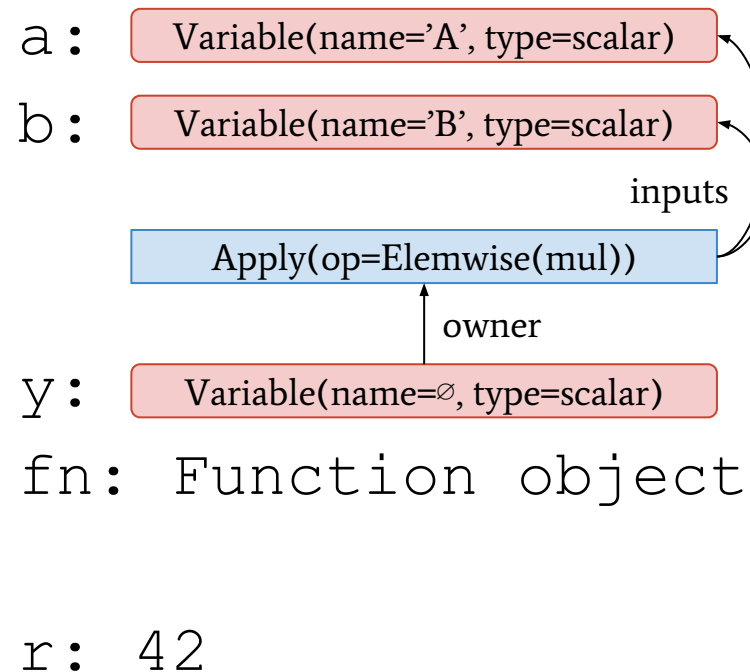 a: Variable(name=’A’, type=scalar)
b: Variable(name=’B’, type=scalar)
inputs
Apply(op=Elemwise(mul))
owner
y: Variable(name=∅, type=scalar)
fn: Function object
r: 42